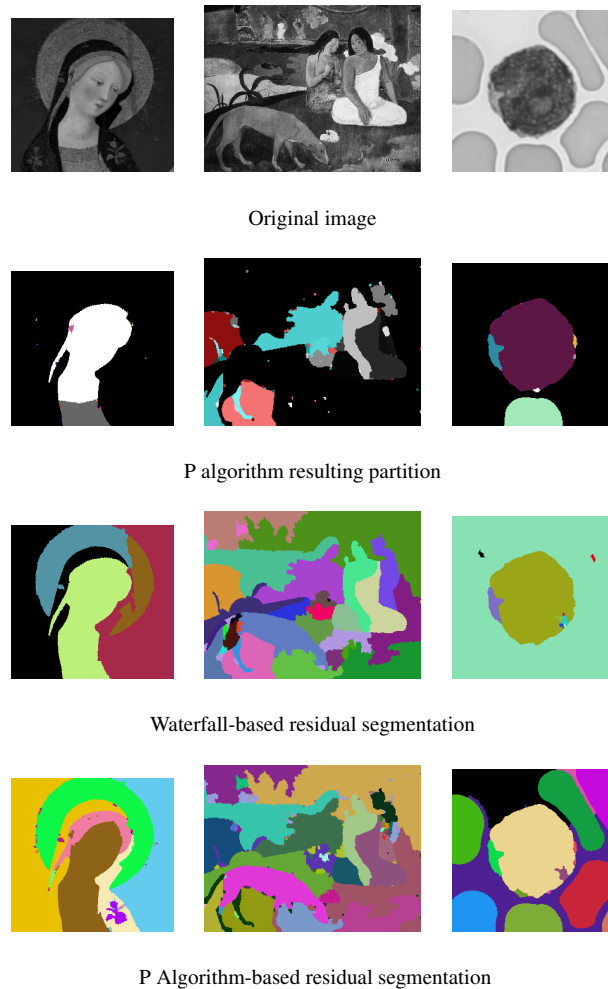 Original image
P algorithm resulting partition
Waterfall-based residual segmentation
P Algorithm-based residual segmentation